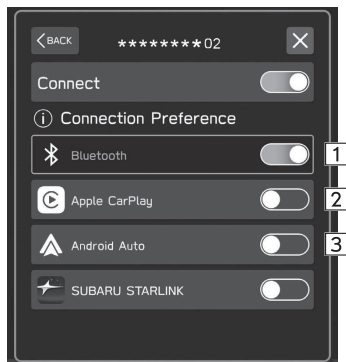 BACK
********02
Connect
Connection Preference
Bluetooth
1
Apple CarPlay
2
Android Auto
3
SUBARU STARLINK